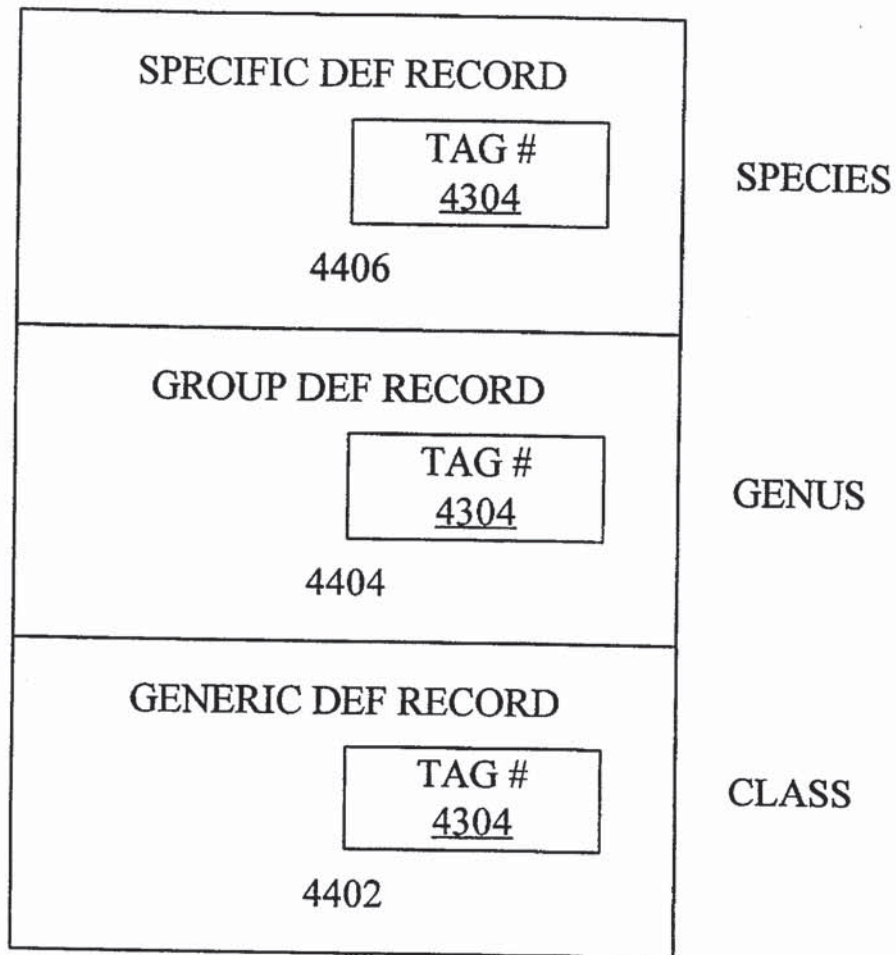 SPECIFIC DEF RECORD
TAG #
4304
SPECIES
4406
GROUP DEF RECORD
TAG #
4304
GENUS
4404
GENERIC DEF RECORD
TAG #
4304
CLASS
4402